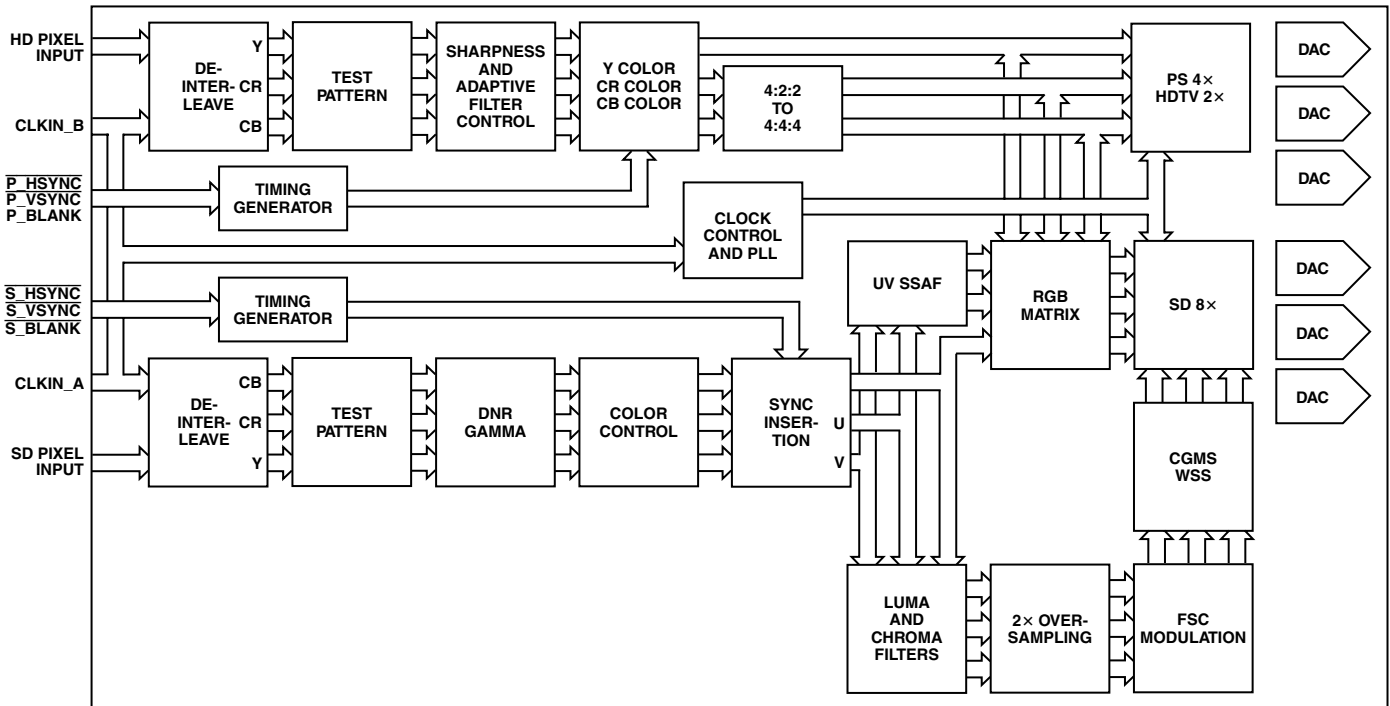 HD PIXEL
INPUT
CLKIN_B
P_HSYNC
P_VSYNC
P_BLANK
S_HSYNC
S_VSYNC
S_BLANK
CLKIN_A
SD PIXEL
INPUT
DE-
INTER-
LEAVE
Y
CR
CB
TEST
PATTERN
SHARPNESS
AND
ADAPTIVE
FILTER
CONTROL
Y COLOR
CR COLOR
CB COLOR
4:2:2
TO
4:4:4
PS 4×
HDTV 2×
DAC
DAC
DAC
TIMING
GENERATOR
CLOCK
CONTROL
AND PLL
TIMING
GENERATOR
UV SSAF
RGB
MATRIX
SD 8×
DAC
DAC
DAC
DE-
INTER-
LEAVE
CB
CR
Y
TEST
PATTERN
DNR
GAMMA
COLOR
CONTROL
SYNC
INSER-
TION
U
V
CGMS
WSS
LUMA
AND
CHROMA
FILTERS
2× OVER-
SAMPLING
FSC
MODULATION